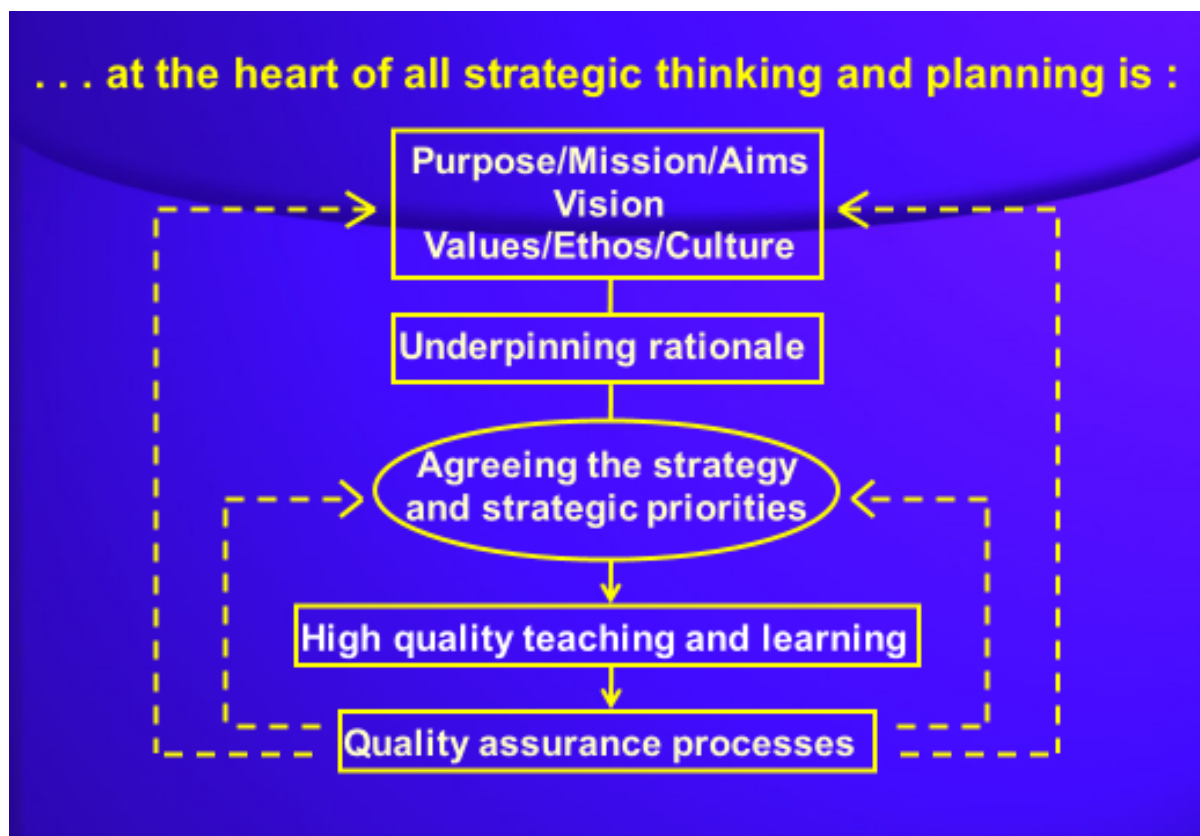 . . . at the heart of all strategic thinking and planning is :
Purpose/Mission/Aims
Vision
Values/Ethos/Culture
Underpinning rationale
Agreeing the strategy
and strategic priorities
High quality teaching and learning
Quality assurance processes